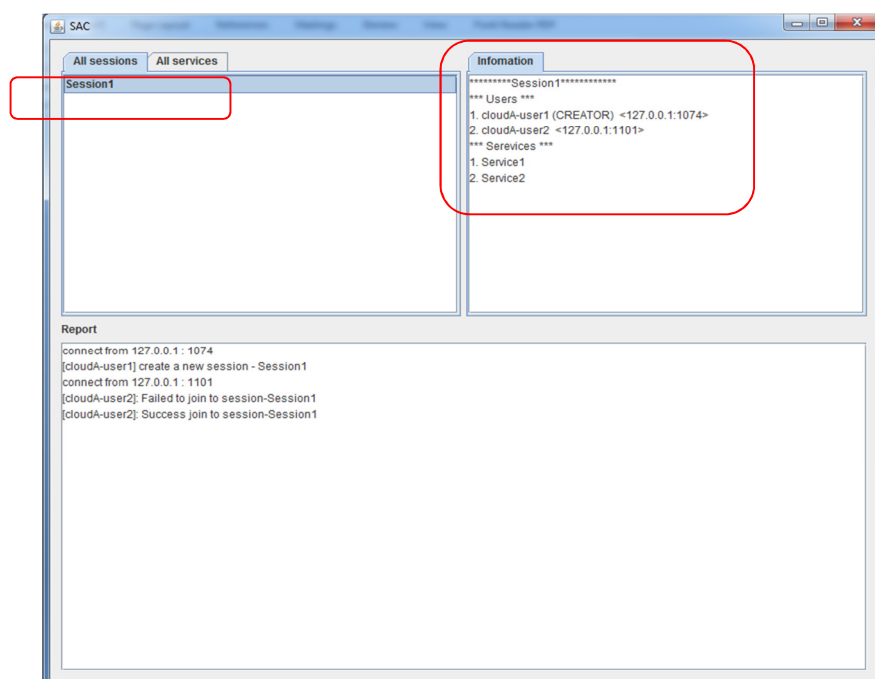 SAC
All sessions All services
Session1
Infomation
*********Session1************
*** Users ***
1. cloudA-user1 (CREATOR) <127.0.0.1:1074>
2. cloudA-user2 <127.0.0.1:1101>
*** Serevices ***
1. Service1
2. Service2
Report
connect from 127.0.0.1 : 1074
[cloudA-user1] create a new session - Session1
connect from 127.0.0.1 : 1101
[cloudA-user2]: Failed to join to session-Session1
[cloudA-user2]: Success join to session-Session1